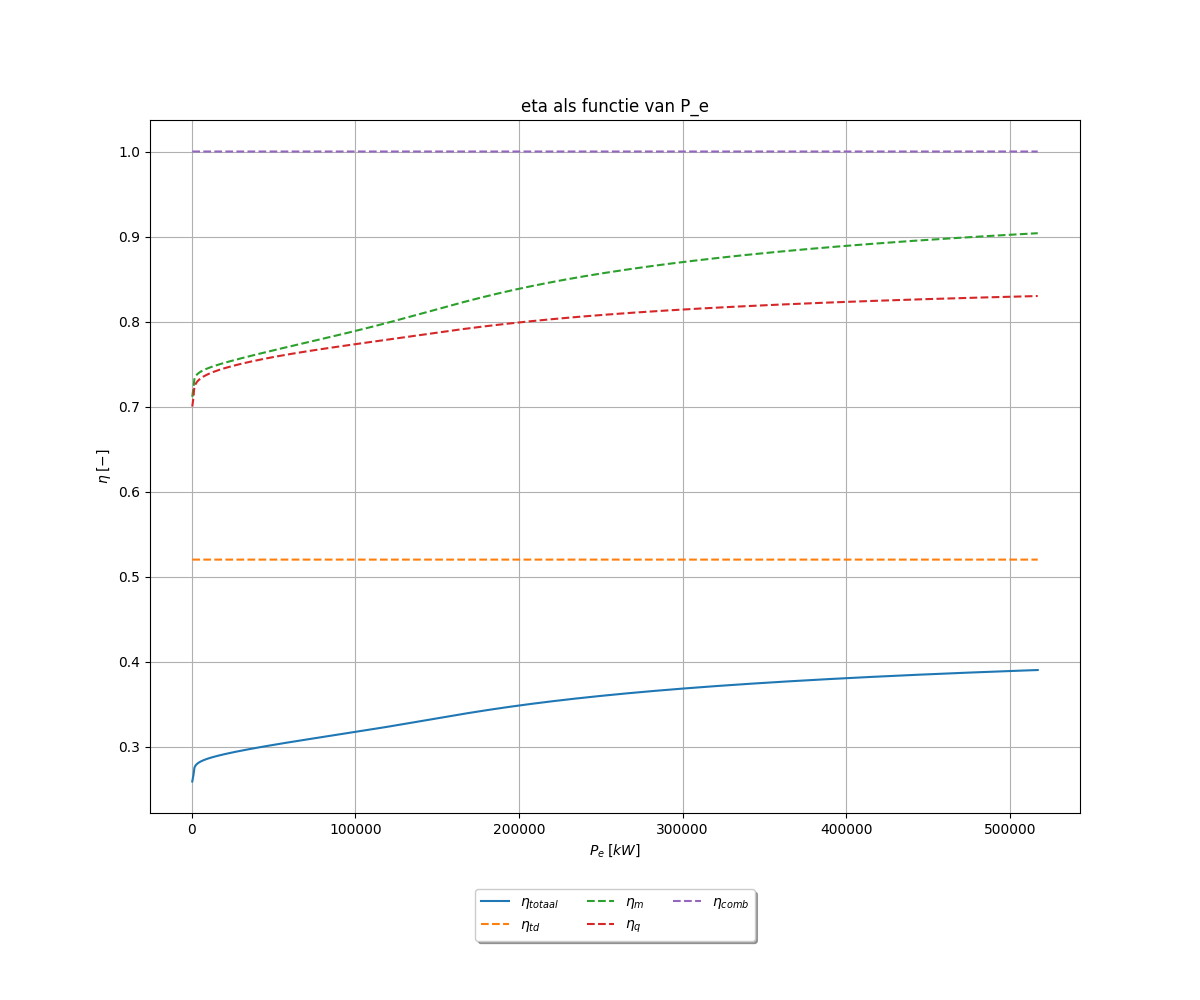 eta als functie van P_e
1.0
0.9
0.8
0.7
0.6
0.5
0.4
0.3
η [−]
0 100000 200000 300000 400000 500000
P_e [kW]
η_totaal η_m η_comb
η_td η_q